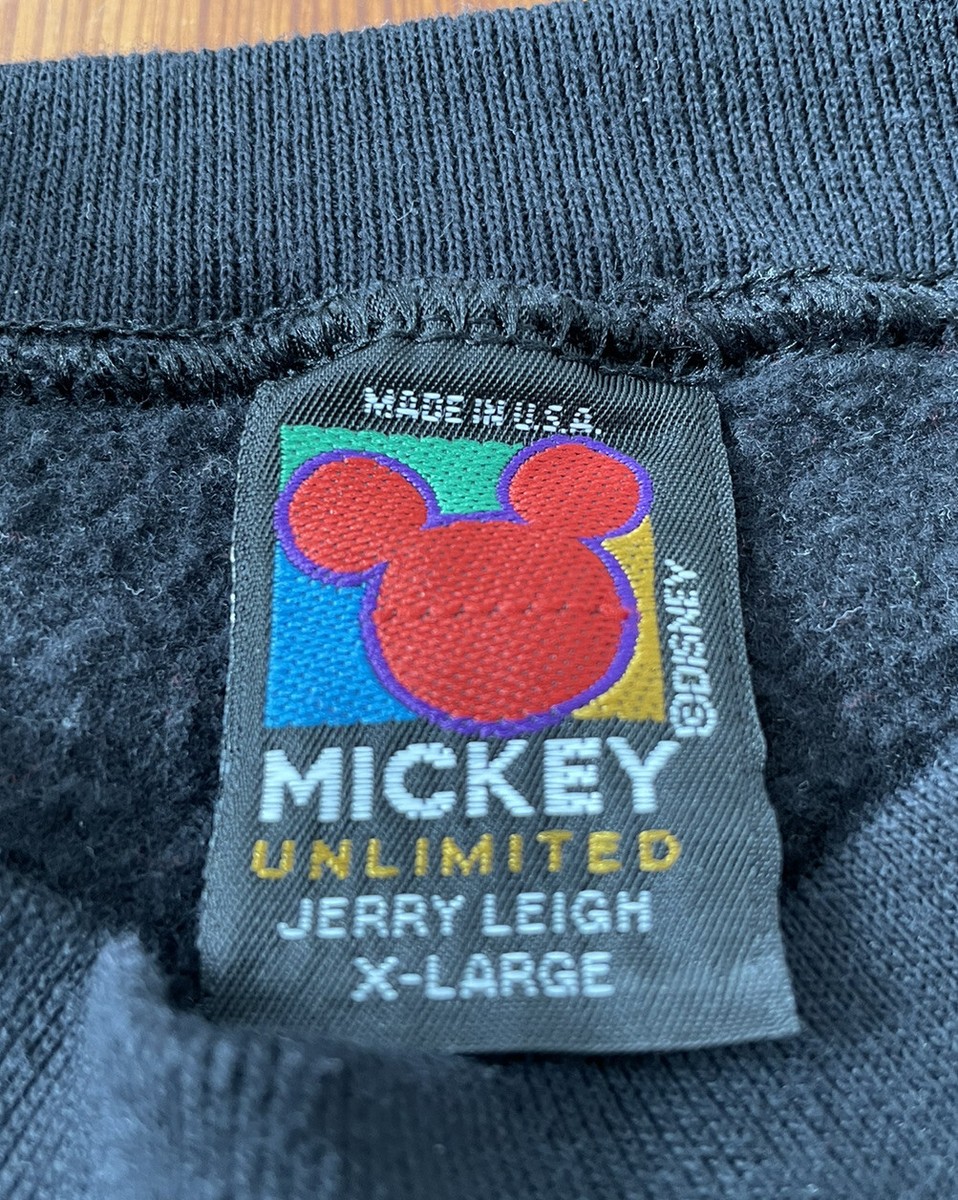 MADE IN U.S.A.
©DISNEY
MICKEY
UNLIMITED
JERRY LEIGH
X-LARGE